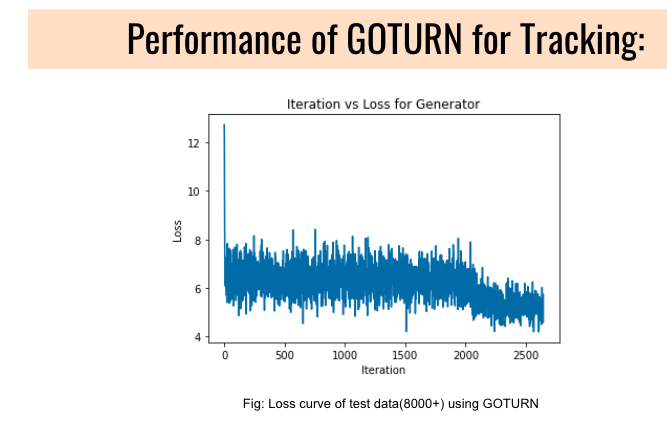 Performance of GOTURN for Tracking:
Iteration vs Loss for Generator
12
10
8
6
4
Loss
0 500 1000 1500 2000 2500
Iteration
Fig: Loss curve of test data(8000+) using GOTURN